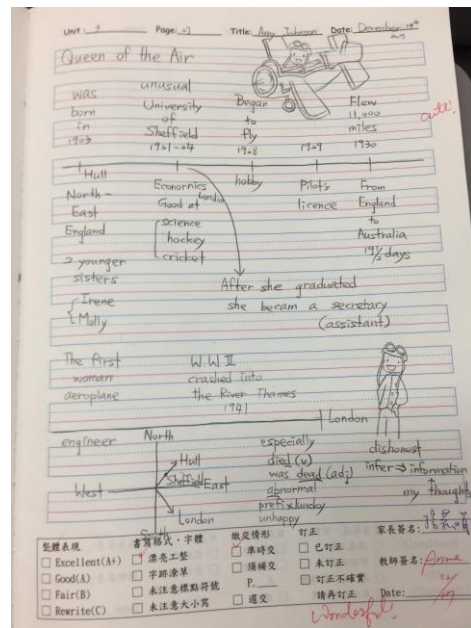 Unit: 7 Page: Title: Amy Johnson Date: December
Queen of the Air
was unusual
born University Began Flew
in of to 11,000
1903 Sheffield fly miles
1921-24 1928 1929 1930
cute!
Hull Economics hobby Pilot's From
North- Good at London licence England
East science to
England hockey Australia
cricket 19½ days
2 younger
sisters After she graduated
Irene she becam a secretary
Molly (assistant)
The first W.W.II
woman crashed into
aeroplane the River Thames
1941
London
engineer North especially
Hull died (v) dishonest
Sheffield was dead (adj) infer → information
West East abnormal my thought
London prefix lucky
South unhappy
整體表現 書寫格式、字體 繳交情形 訂正 家長簽名:
□ Excellent(A+) □ 漂亮工整 □ 準時交 □ 已訂正
□ Good(A) □ 字跡潦草 □ 須補交 □ 未訂正 教師簽名: Anne
□ Fair(B) □ 未注意標點符號 P. □ 訂正不確實
□ Rewrite(C) □ 未注意大小寫 □ 遲交 請再訂正 Date: 12/
Wonderful!